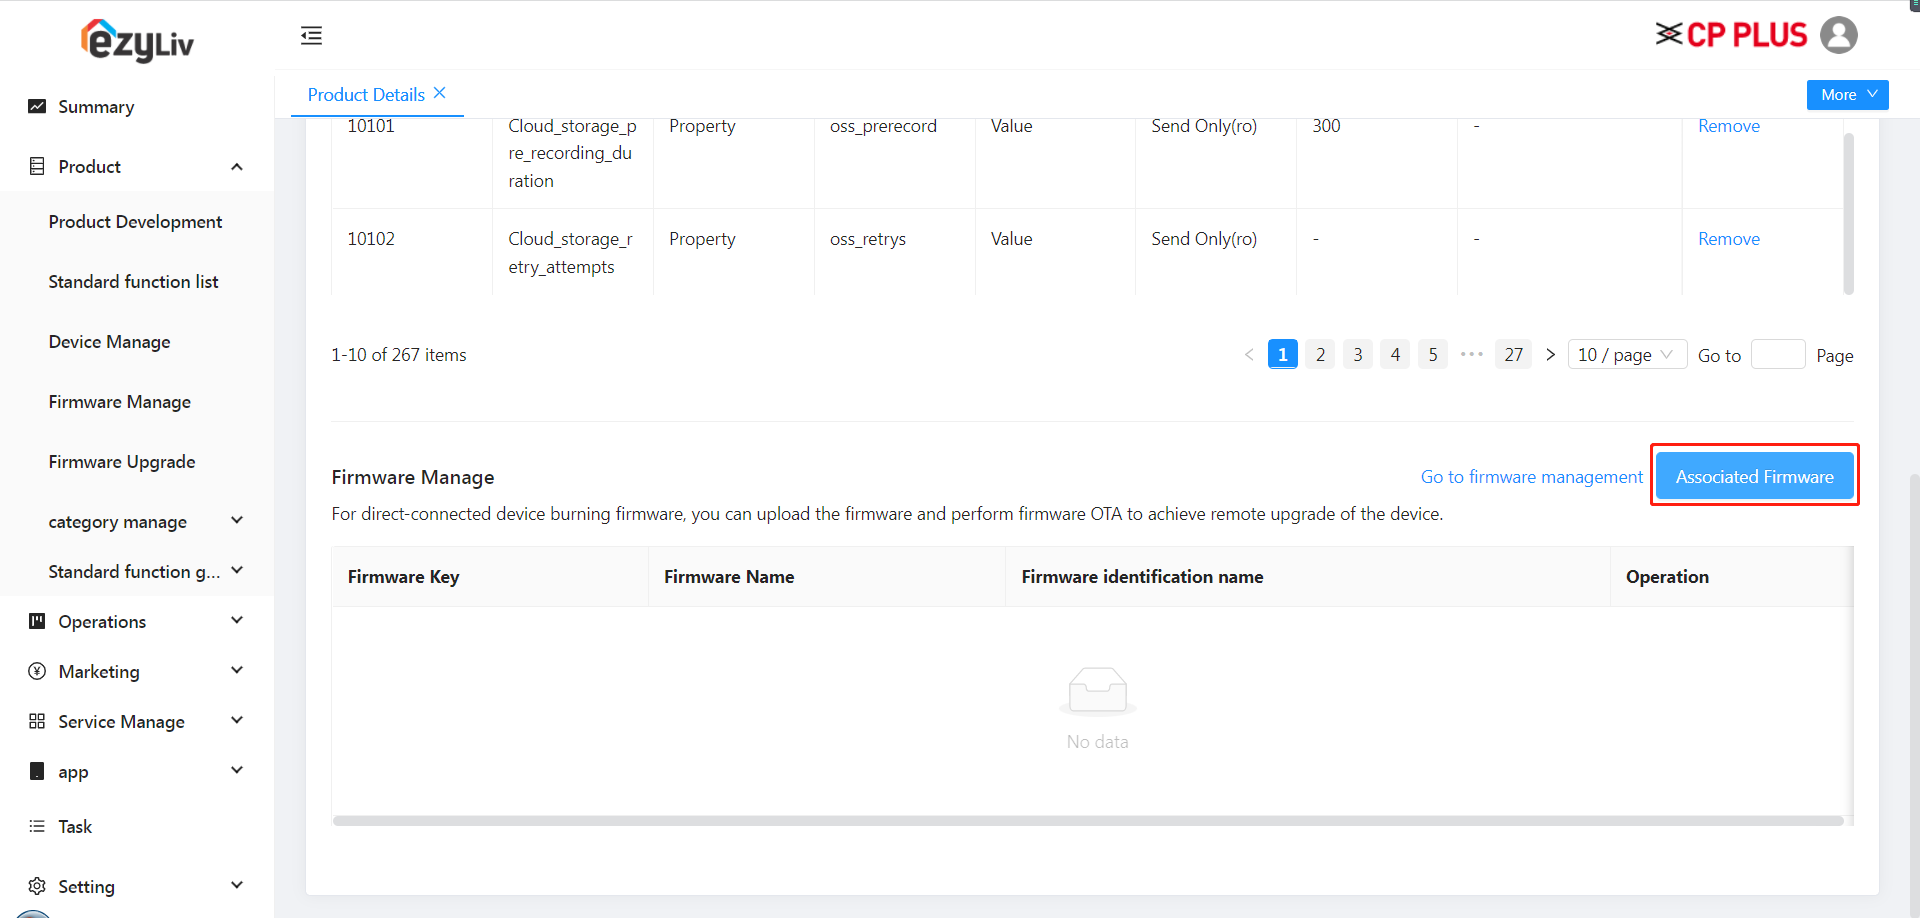 ezyLiv
CP PLUS
Summary
Product
Product Development
Standard function list
Device Manage
Firmware Manage
Firmware Upgrade
category manage
Standard function g...
Operations
Marketing
Service Manage
app
Task
Setting
Product Details
More
10101 Cloud_storage_p Property oss_prerecord Value Send Only(ro) 300 - Remove
re_recording_du
ration
10102 Cloud_storage_r Property oss_retrys Value Send Only(ro) - - Remove
etry_attempts
1-10 of 267 items < 1 2 3 4 5 ••• 27 > 10 / page Go to Page
Firmware Manage Go to firmware management Associated Firmware
For direct-connected device burning firmware, you can upload the firmware and perform firmware OTA to achieve remote upgrade of the device.
Firmware Key Firmware Name Firmware identification name Operation
No data